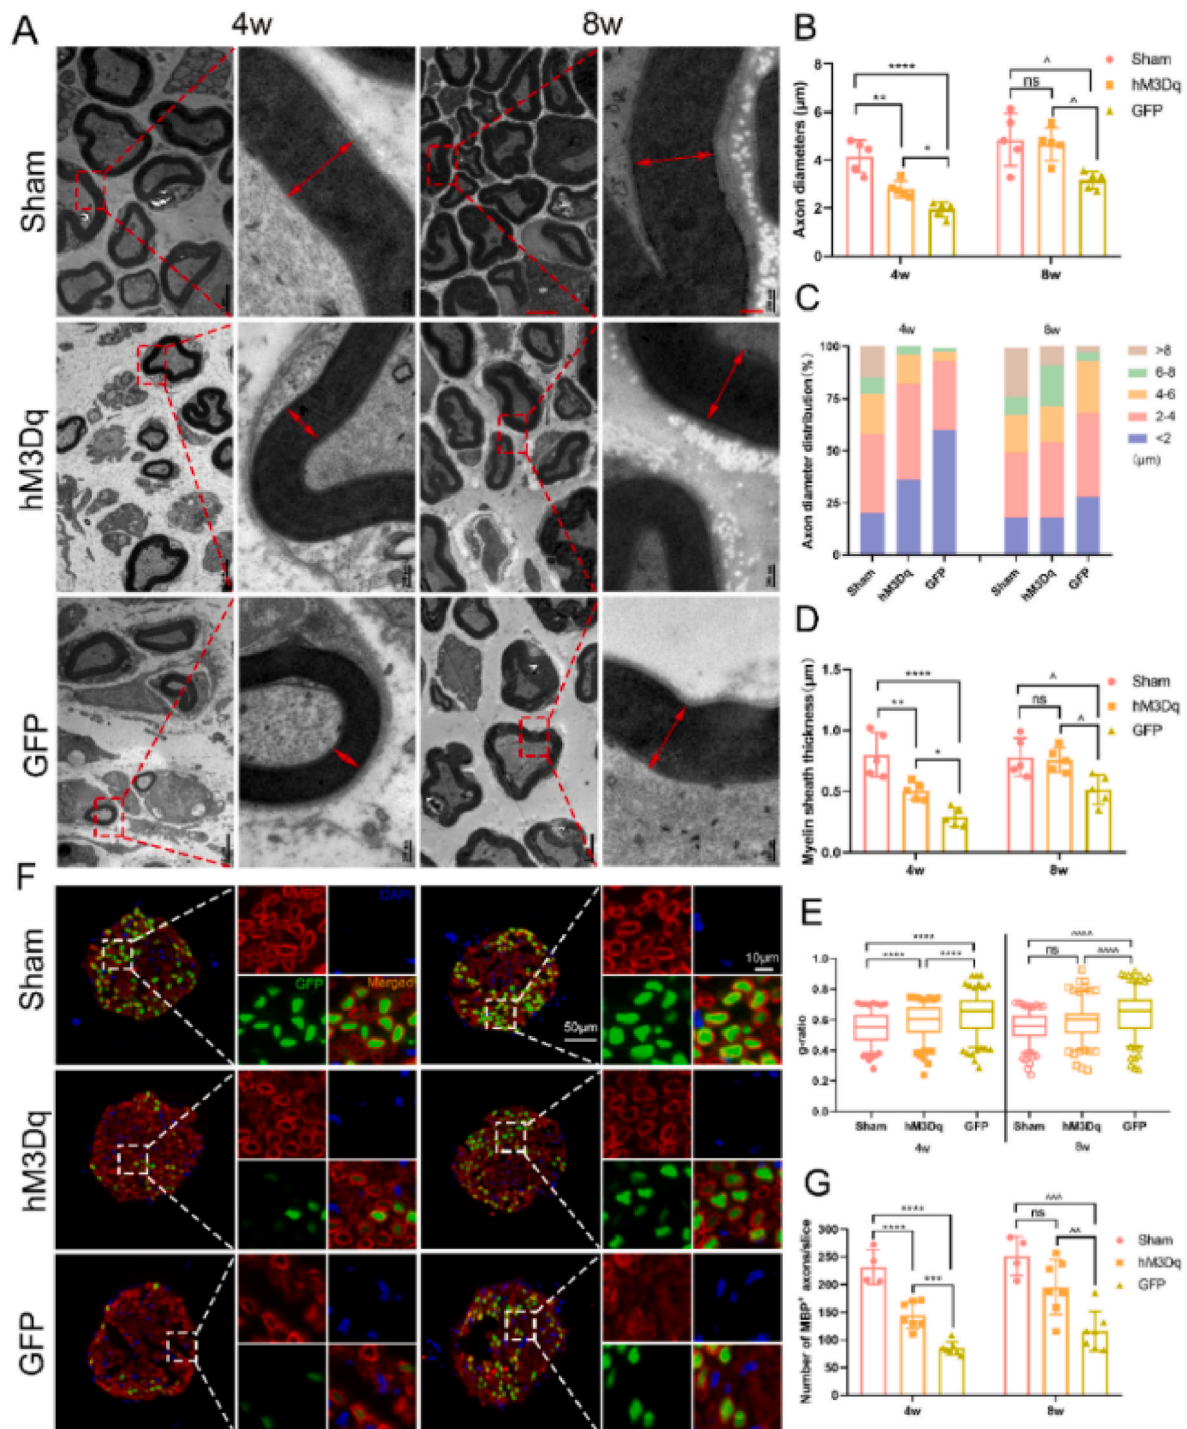 A
4w
8w
Sham
hM3Dq
GFP
B
Axon diameters (μm)
8
6
4
2
0
****
**
*
^
ns
^
4w
8w
Sham
hM3Dq
GFP
C
4w
8w
Axon diameter distribution (%)
100
75
50
25
0
Sham
hM3Dq
GFP
Sham
hM3Dq
GFP
>8
6-8
4-6
2-4
<2
(μm)
D
Myelin sheath thickness (μm)
1.5
1.0
0.5
0.0
****
**
*
^
ns
^
4w
8w
Sham
hM3Dq
GFP
E
g-ratio
1.0
0.8
0.6
0.4
0.2
0.0
****
****
****
^^^^
ns
^^^^
Sham
hM3Dq
GFP
Sham
hM3Dq
GFP
4w
8w
F
Sham
hM3Dq
GFP
MBP
DAPI
GFP
Merged
50μm
10μm
G
Number of MBP⁺ axons/slice
300
250
200
150
100
50
0
****
****
***
^^^
ns
^^
4w
8w
Sham
hM3Dq
GFP